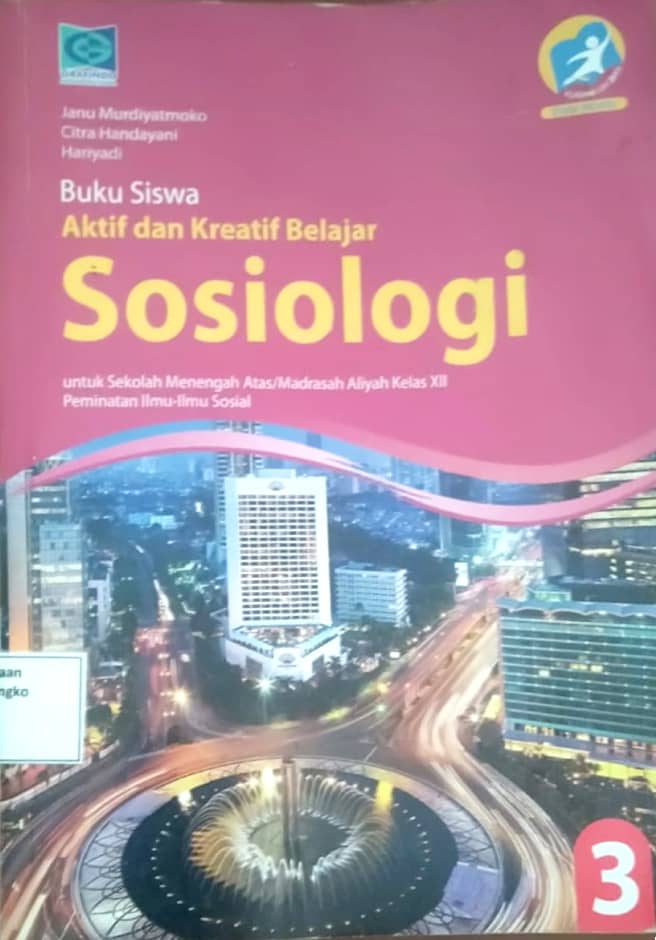 GRAFINDO
Janu Murdiyatmoko
Citra Handayani
Hariyadi
Buku Siswa
Aktif dan Kreatif Belajar
Sosiologi
untuk Sekolah Menengah Atas/Madrasah Aliyah Kelas XII
Peminatan Ilmu-Ilmu Sosial
aan
ngko
3